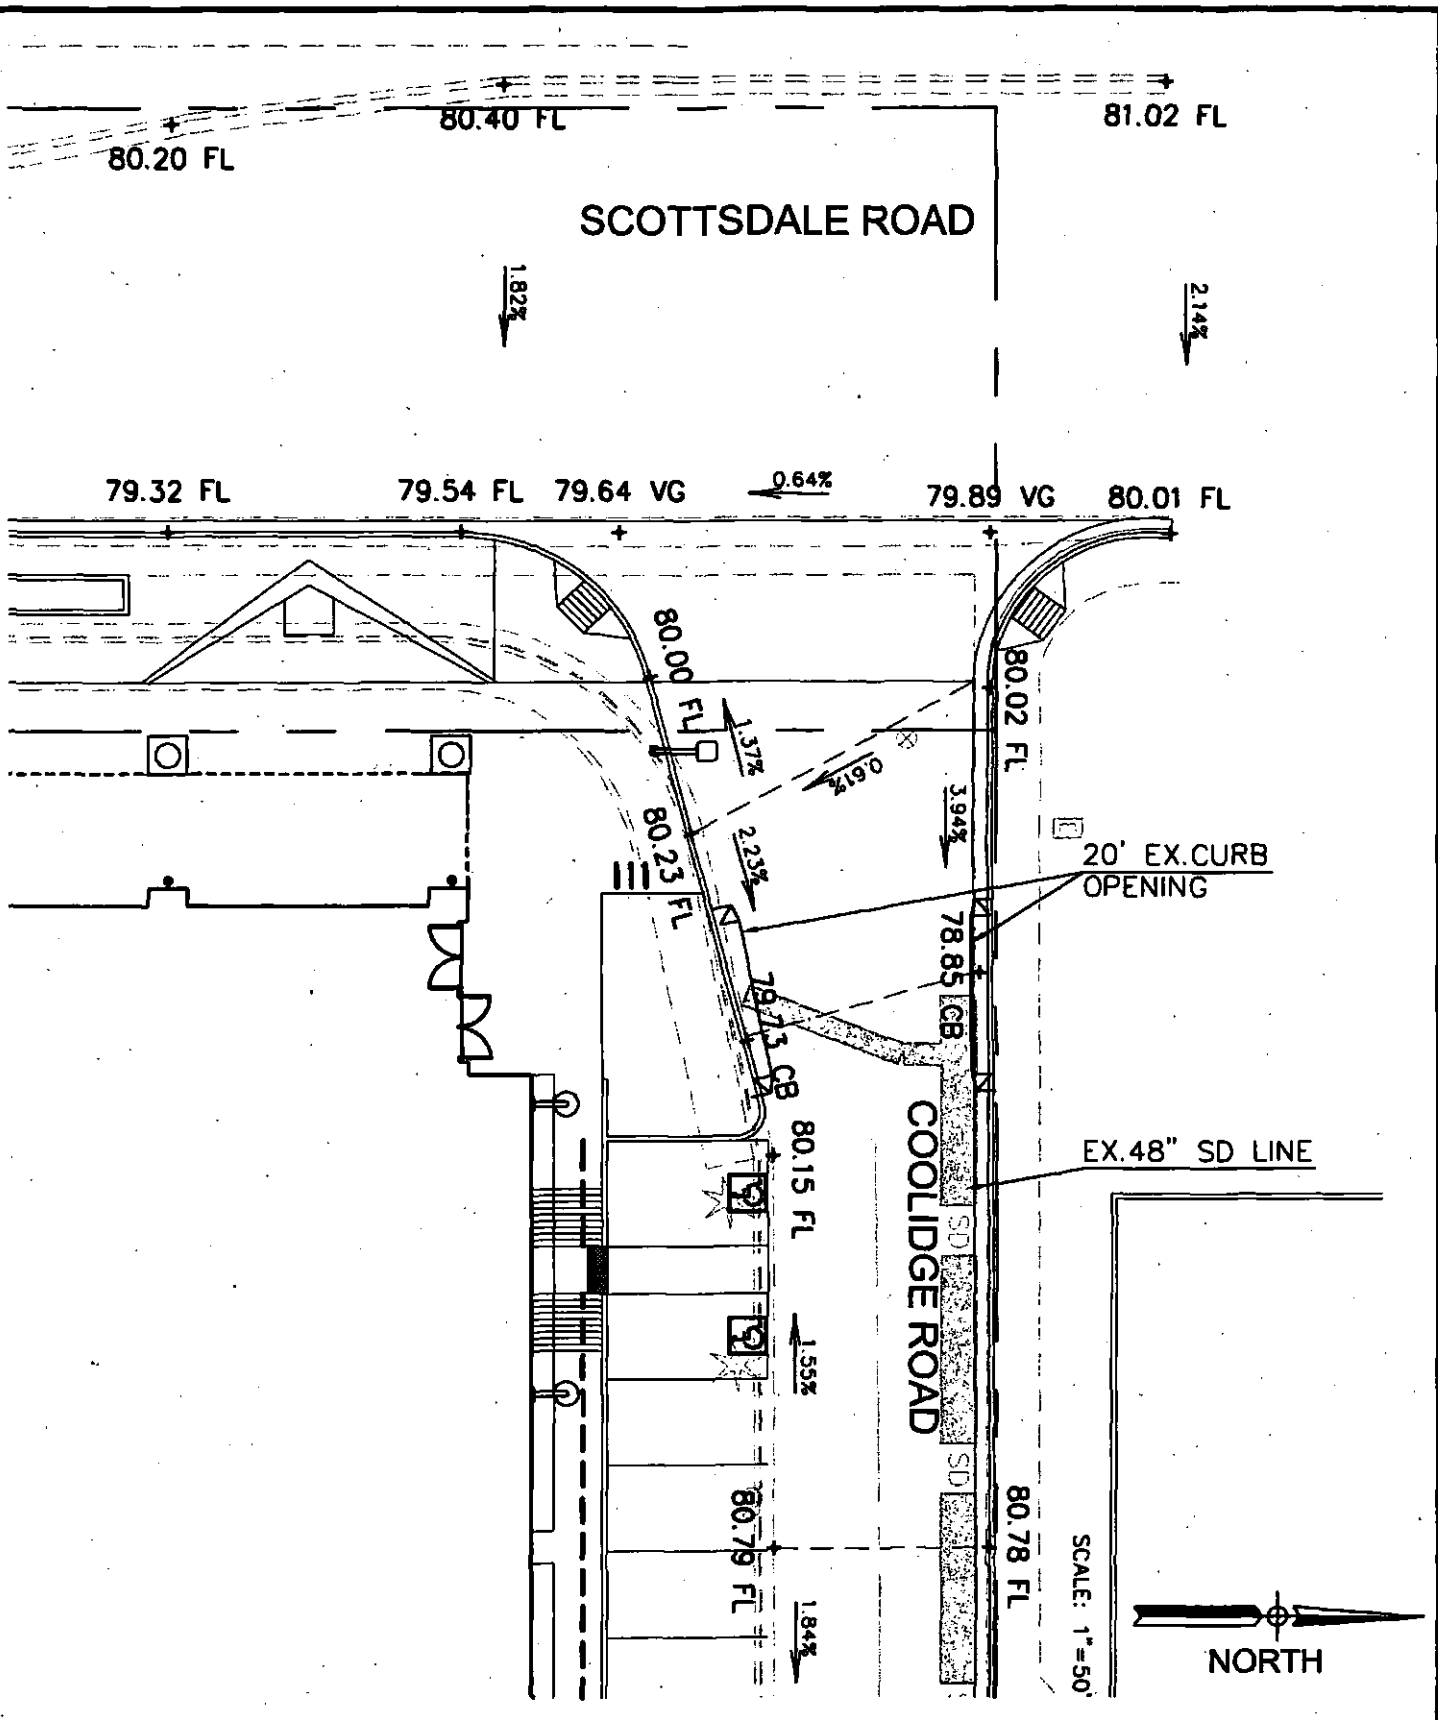 80.40 FL
81.02 FL
80.20 FL
SCOTTSDALE ROAD
1.82%
2.14%
79.32 FL
79.54 FL
79.64 VG
0.64%
79.89 VG
80.01 FL
80.00 FL
80.02 FL
1.37%
0.61%
3.94%
80.23 FL
2.23%
20' EX.CURB
OPENING
78.85 CB
79.73 CB
COOLIDGE ROAD
80.15 FL
EX.48" SD LINE
SD
1.55%
SD
80.79 FL
80.78 FL
1.84%
SCALE: 1"=50'
NORTH